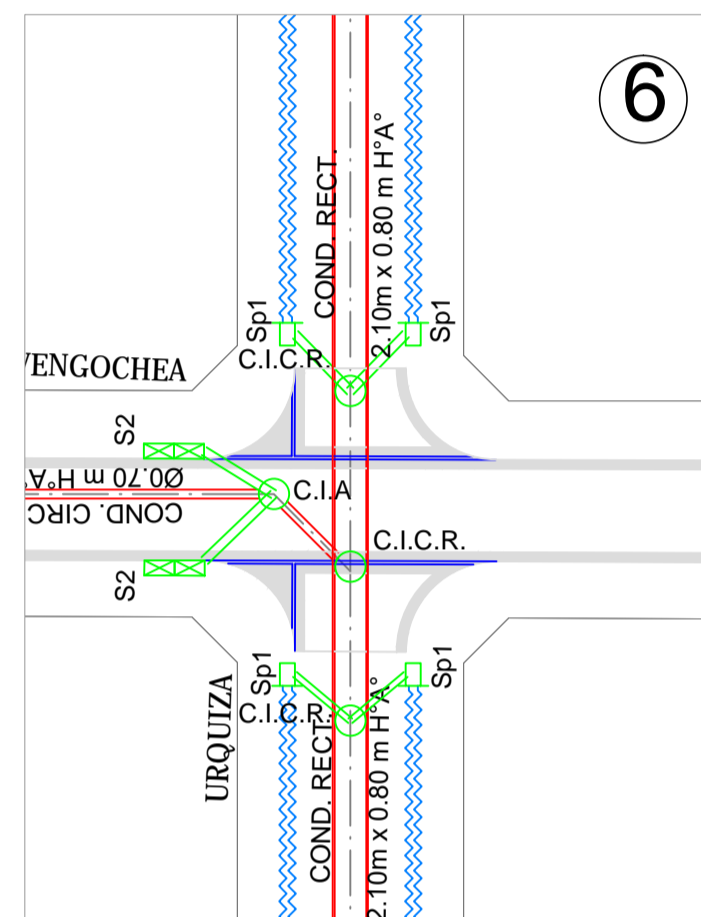 6
COND. RECT.
2.10m x 0.80 m H°A°
Sp1
Sp1
C.I.C.R.
VENGOCHEA
S2
Ø0.70 m H°A°
C.I.A
COND. CIRC
C.I.C.R.
S2
Sp1
Sp1
URQUIZA
C.I.C.R.
COND. RECT.
2.10m x 0.80 m H°A°